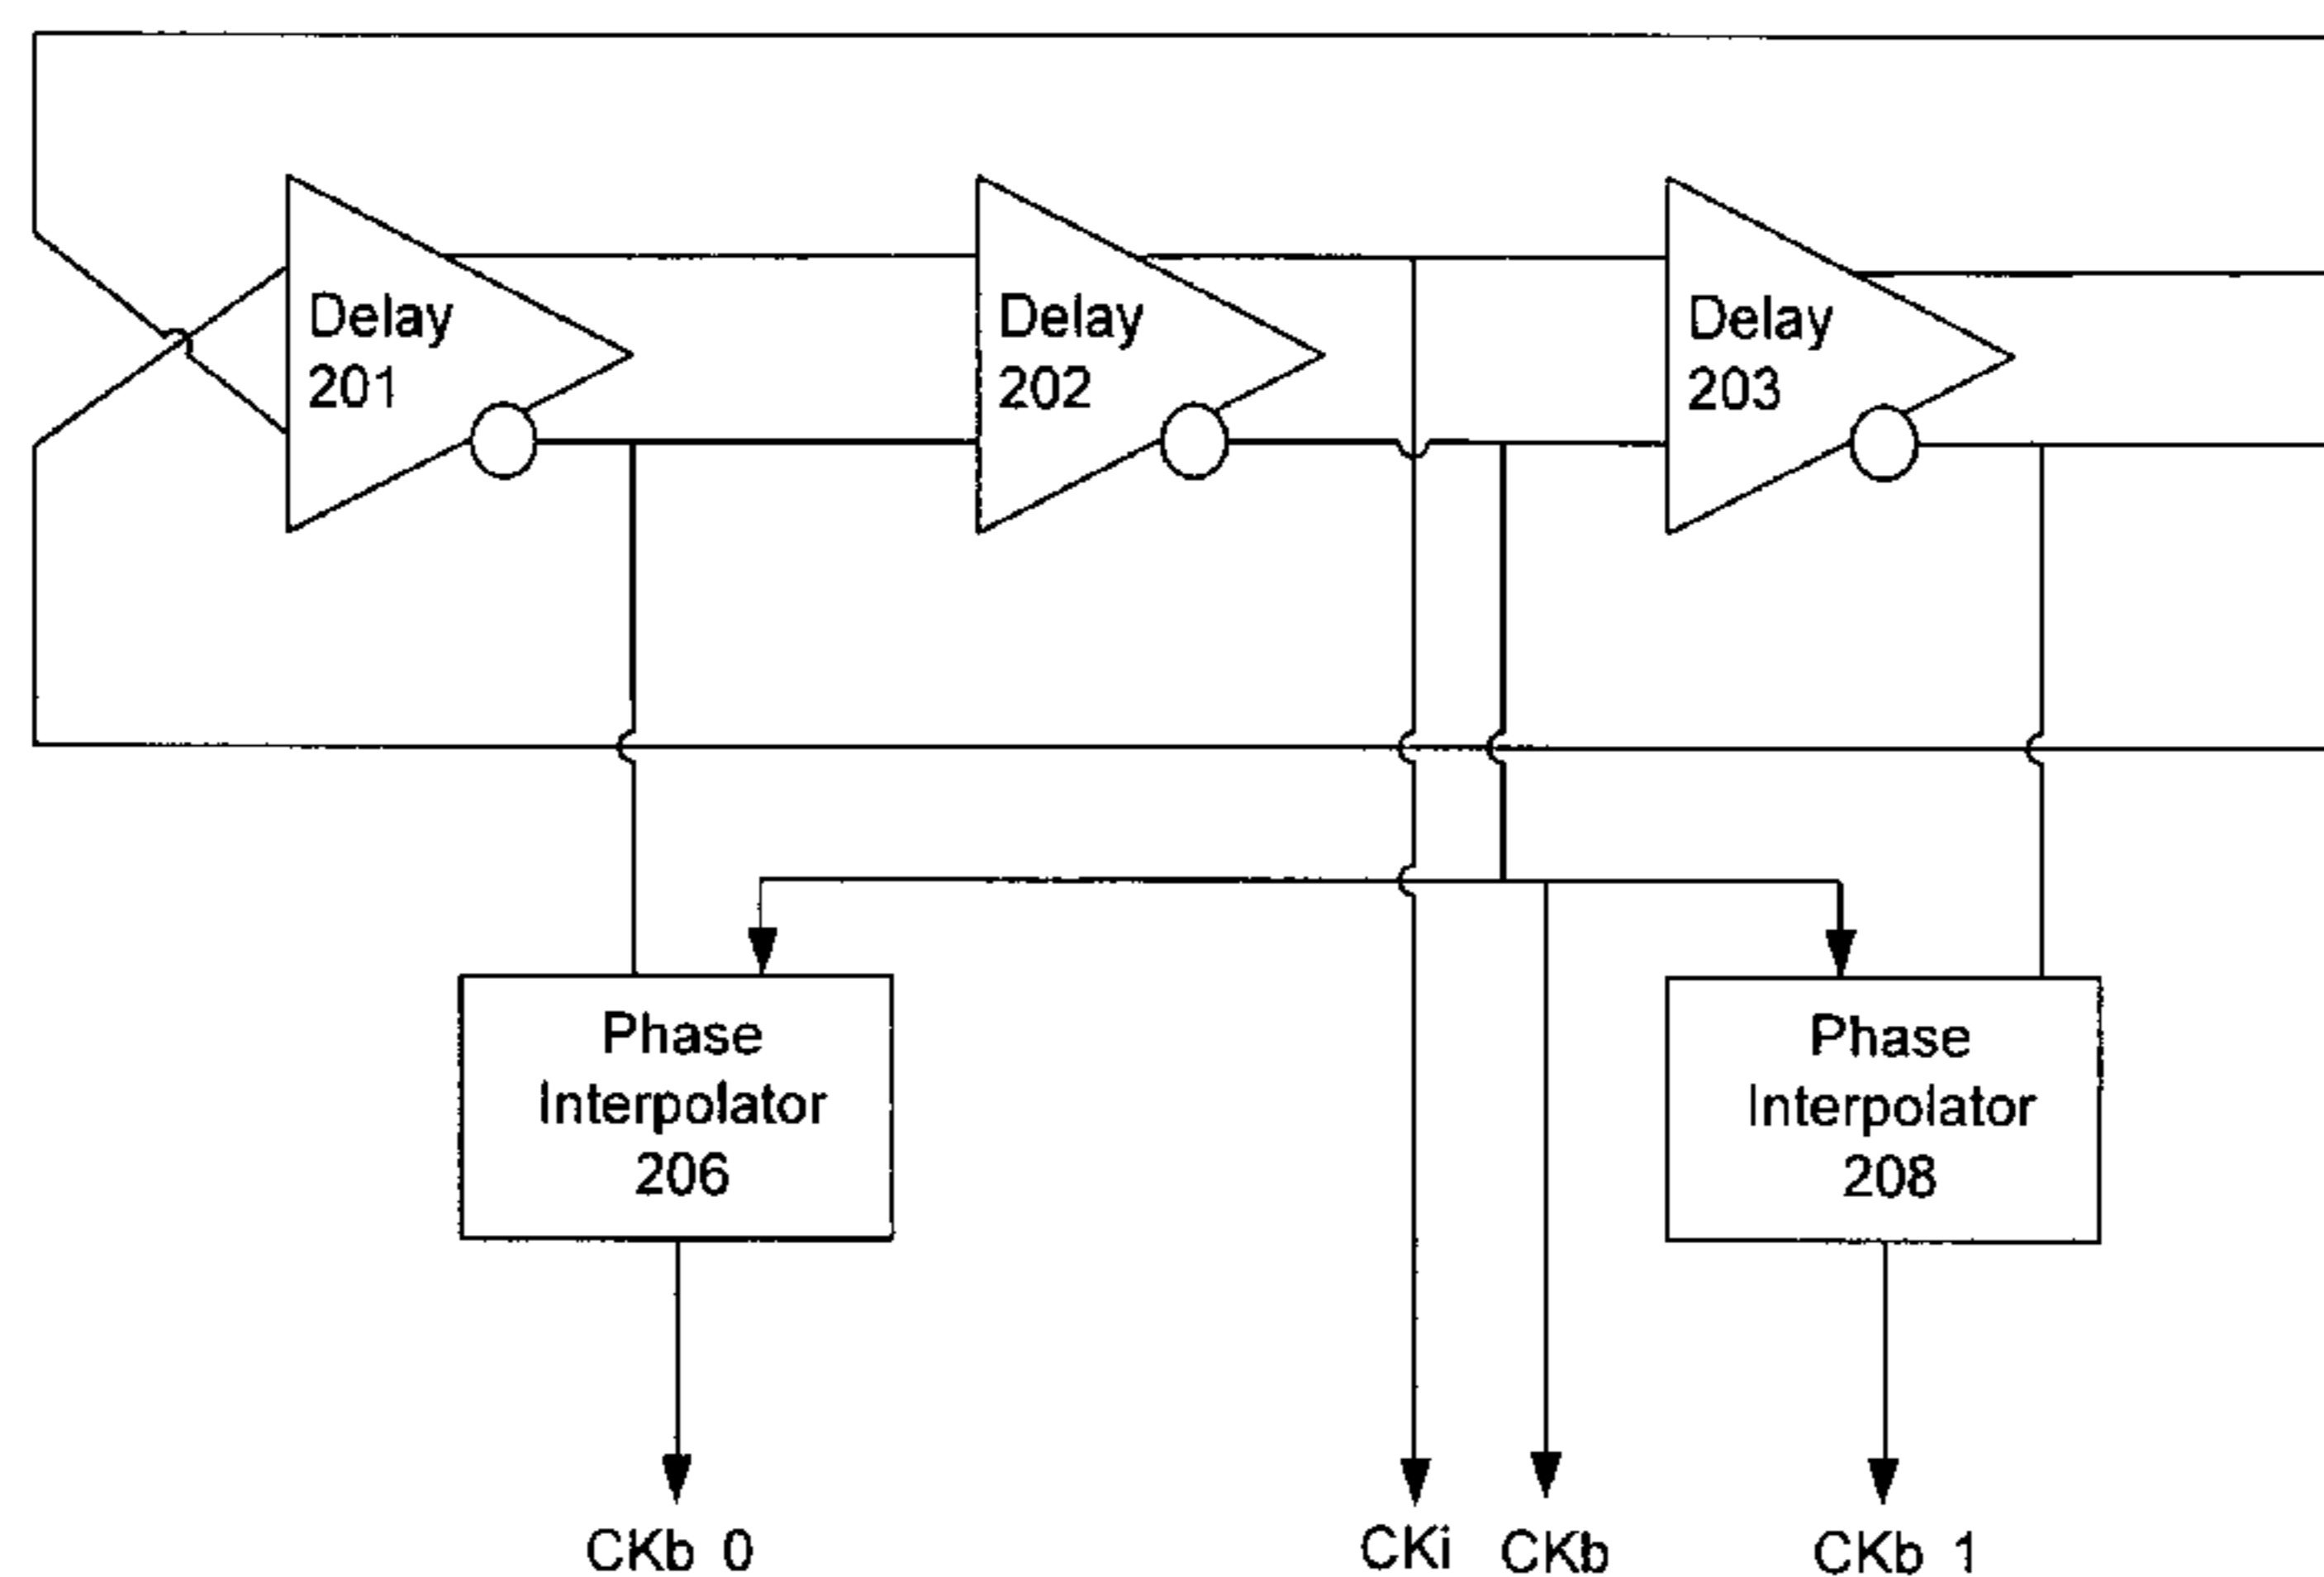 Delay
201
Delay
202
Delay
203
Phase
Interpolator
206
Phase
Interpolator
208
CKb 0
CKi
CKb
CKb 1